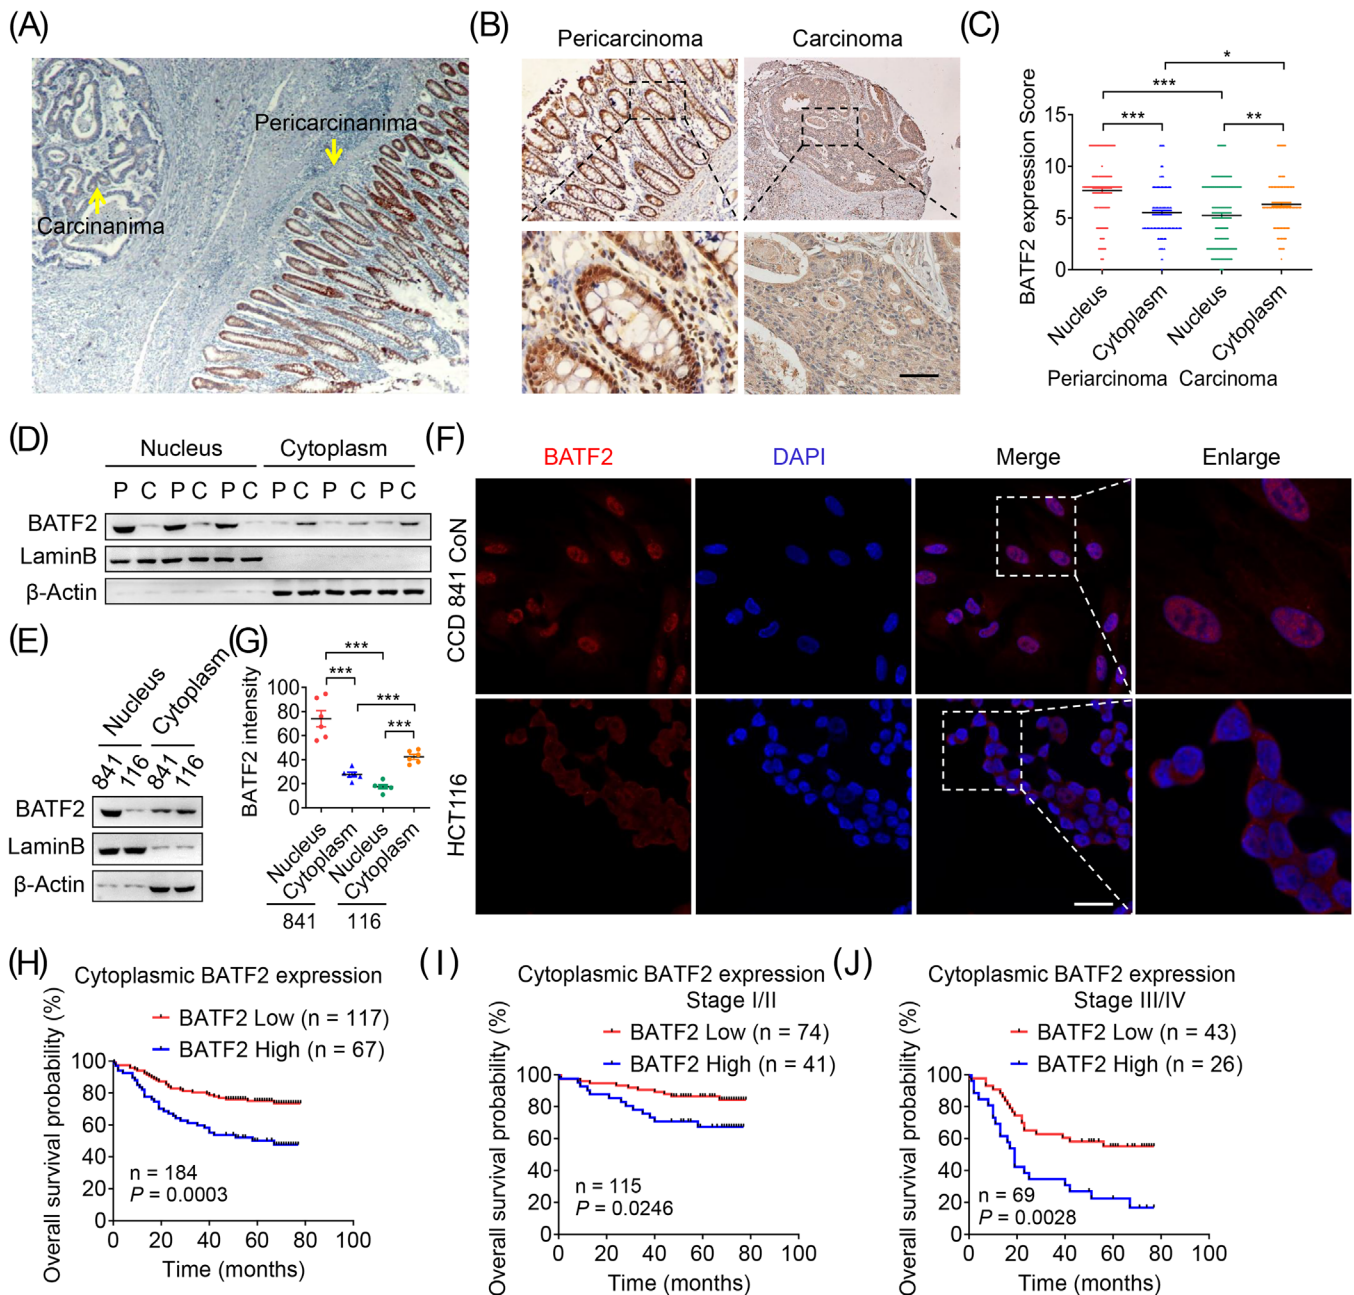 (A)
Pericarcinanima
Carcinanima
(B)
Pericarcinoma Carcinoma
(C)
BATF2 expression Score
15
10
5
0
*
***
*** **
Nucleus Cytoplasm Nucleus Cytoplasm
Periarcinoma Carcinoma
(D)
Nucleus Cytoplasm
P C P C P C P C P C P C
BATF2
LaminB
β-Actin
(E)
Nucleus Cytoplasm
841 116 841 116
BATF2
LaminB
β-Actin
(G)
BATF2 intensity
100
80
60
40
20
0
***
***
***
***
Nucleus Cytoplasm Nucleus Cytoplasm
841 116
(F)
BATF2 DAPI Merge Enlarge
CCD 841 CoN
HCT116
(H)
Cytoplasmic BATF2 expression
BATF2 Low (n = 117)
BATF2 High (n = 67)
Overall survival probability (%)
100
80
60
40
20
0
n = 184
P = 0.0003
0 20 40 60 80 100
Time (months)
(I)
Cytoplasmic BATF2 expression
Stage I/II
BATF2 Low (n = 74)
BATF2 High (n = 41)
Overall survival probability (%)
100
80
60
40
20
0
n = 115
P = 0.0246
0 20 40 60 80 100
Time (months)
(J)
Cytoplasmic BATF2 expression
Stage III/IV
BATF2 Low (n = 43)
BATF2 High (n = 26)
Overall survival probability (%)
100
80
60
40
20
0
n = 69
P = 0.0028
0 20 40 60 80 100
Time (months)